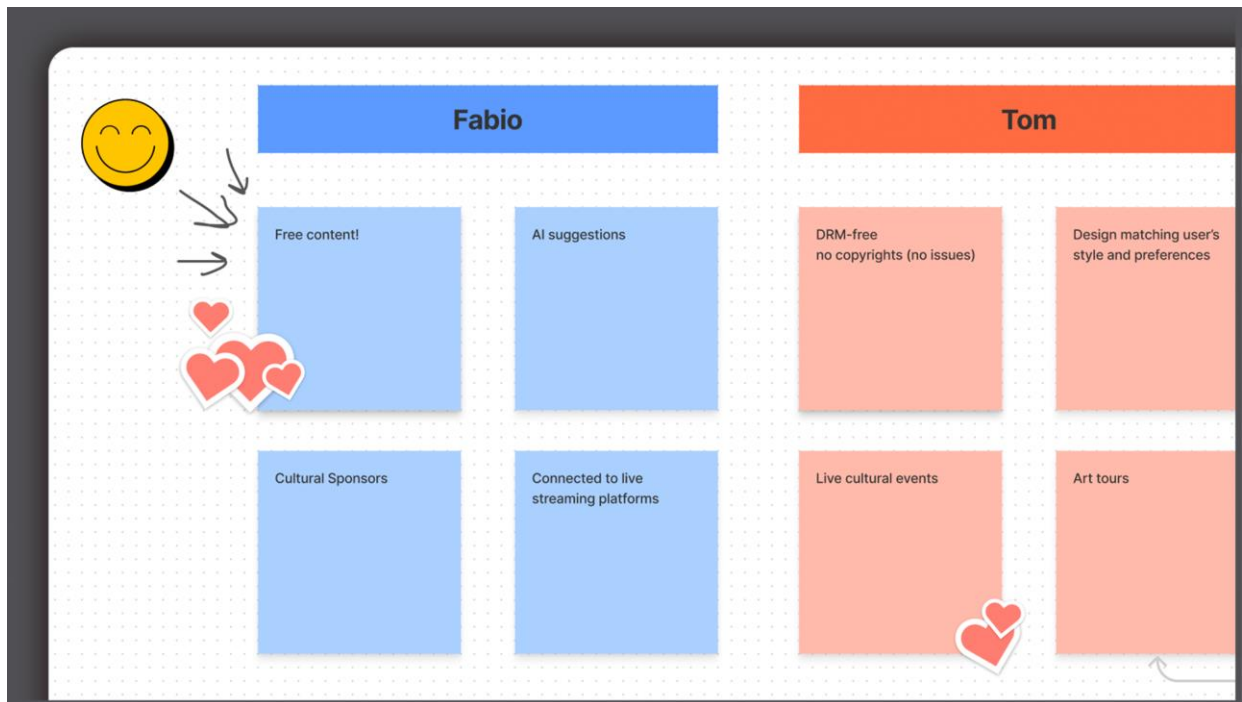 Fabio
Tom
Free content!
AI suggestions
DRM-free
no copyrights (no issues)
Design matching user's
style and preferences
Cultural Sponsors
Connected to live
streaming platforms
Live cultural events
Art tours